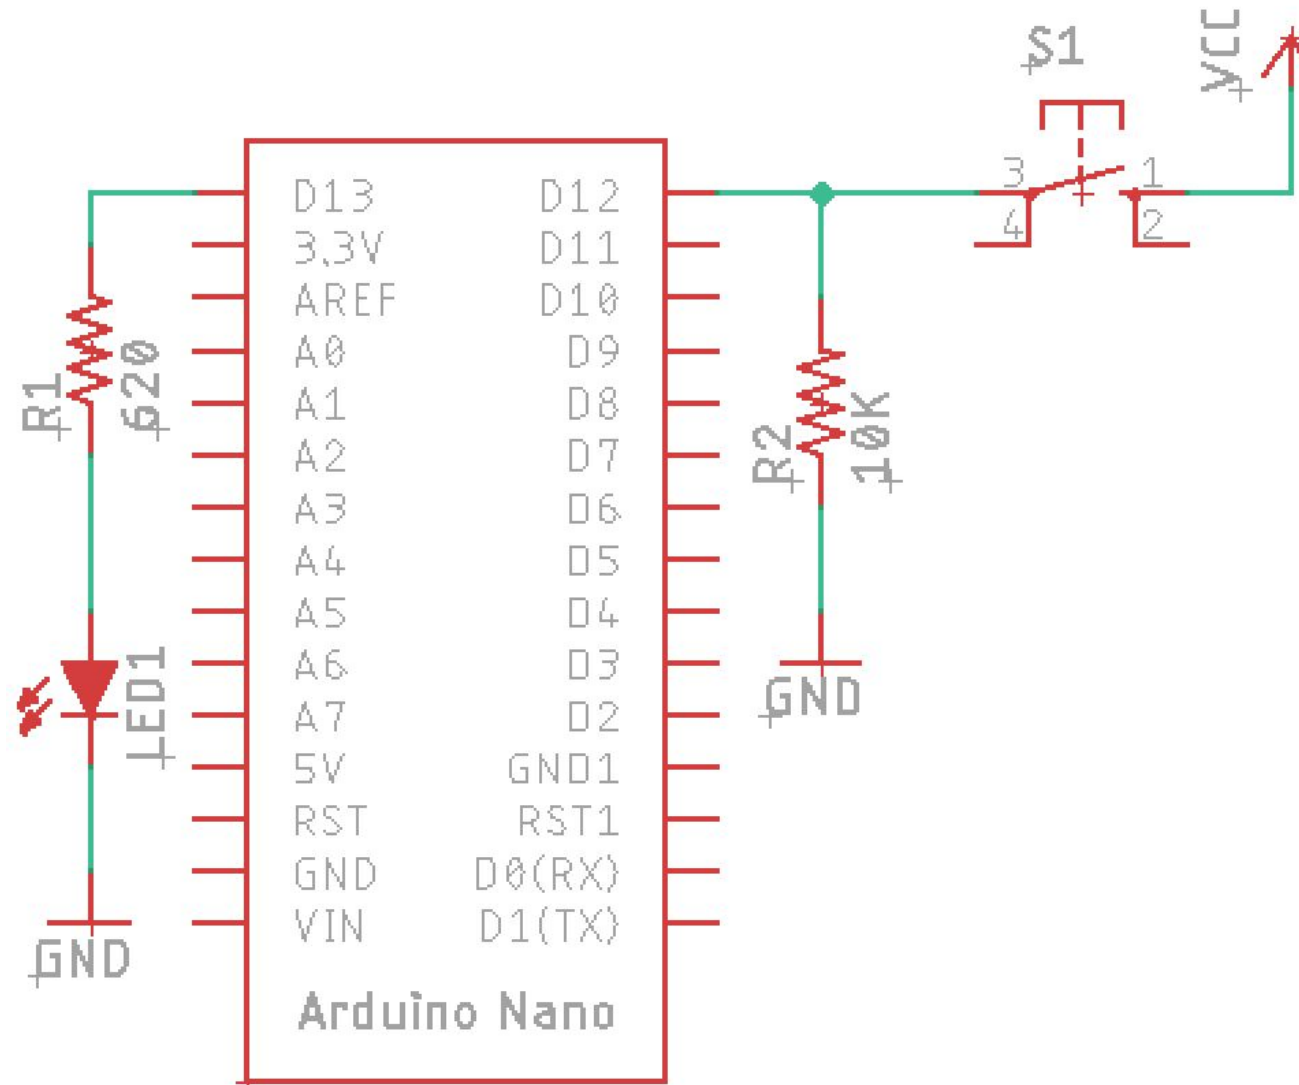 S1
VCC
3 1
4 2
D13 D12
3.3V D11
AREF D10
A0 D9
A1 D8
A2 D7
A3 D6
A4 D5
A5 D4
A6 D3
A7 D2
5V GND1
RST RST1
GND D0(RX)
VIN D1(TX)
Arduino Nano
R1
620
LED1
GND
R2
10K
GND